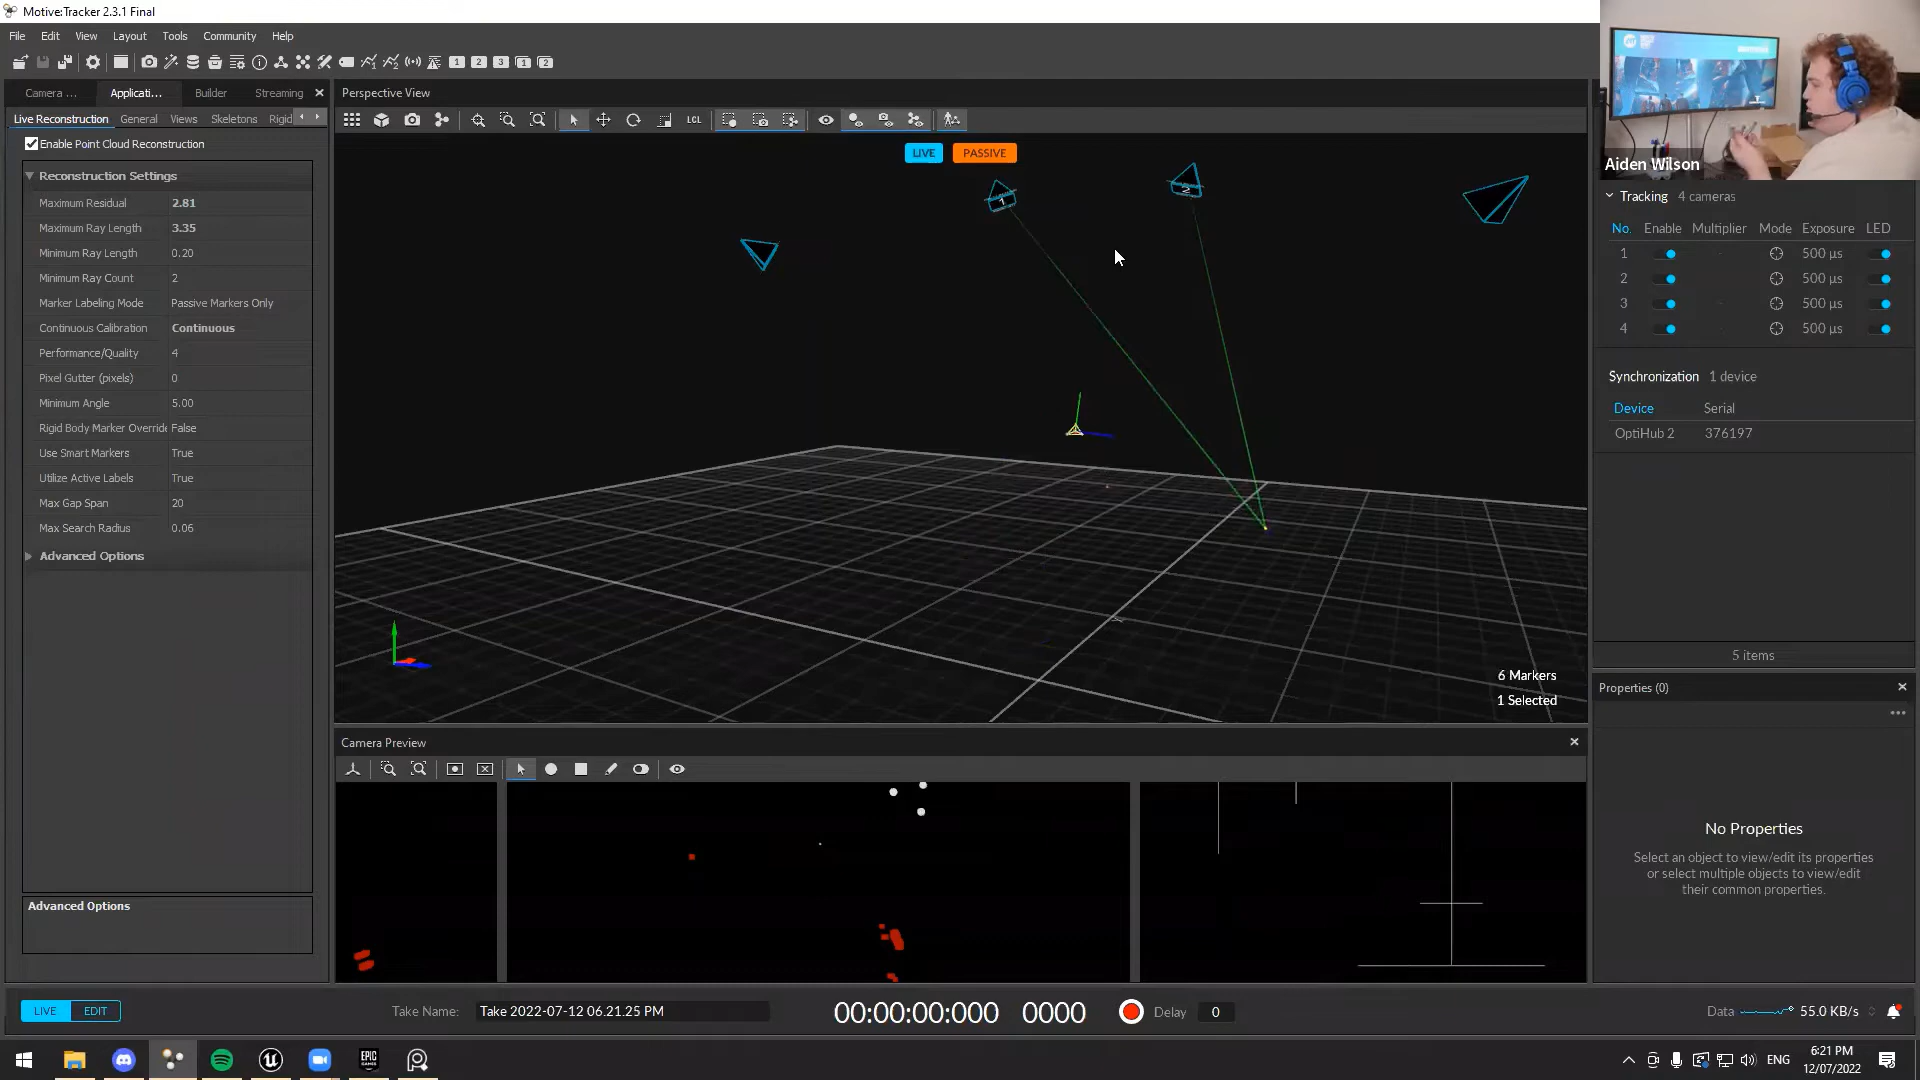 Motive:Tracker 2.3.1 Final
File Edit View Layout Tools Community Help
1 2 3 1 2
Camera ... Applicati... Builder Streaming
Live Reconstruction General Views Skeletons Rigid
Enable Point Cloud Reconstruction
Reconstruction Settings
Maximum Residual 2.81
Maximum Ray Length 3.35
Minimum Ray Length 0.20
Minimum Ray Count 2
Marker Labeling Mode Passive Markers Only
Continuous Calibration Continuous
Performance/Quality 4
Pixel Gutter (pixels) 0
Minimum Angle 5.00
Rigid Body Marker Override False
Use Smart Markers True
Utilize Active Labels True
Max Gap Span 20
Max Search Radius 0.06
Advanced Options
Advanced Options
Perspective View
LCL
LIVE PASSIVE
1 2
6 Markers
1 Selected
Camera Preview
Aiden Wilson
Tracking 4 cameras
No. Enable Multiplier Mode Exposure LED
1 - 500 µs
2 500 µs
3 - 500 µs
4 500 µs
Synchronization 1 device
Device Serial
OptiHub 2 376197
5 items
Properties (0)
No Properties
Select an object to view/edit its properties
or select multiple objects to view/edit
their common properties.
LIVE EDIT
Take Name: Take 2022-07-12 06.21.25 PM
00:00:00:000 0000
Delay 0
Data 55.0 KB/s
EPIC GAMES
ENG
6:21 PM
12/07/2022